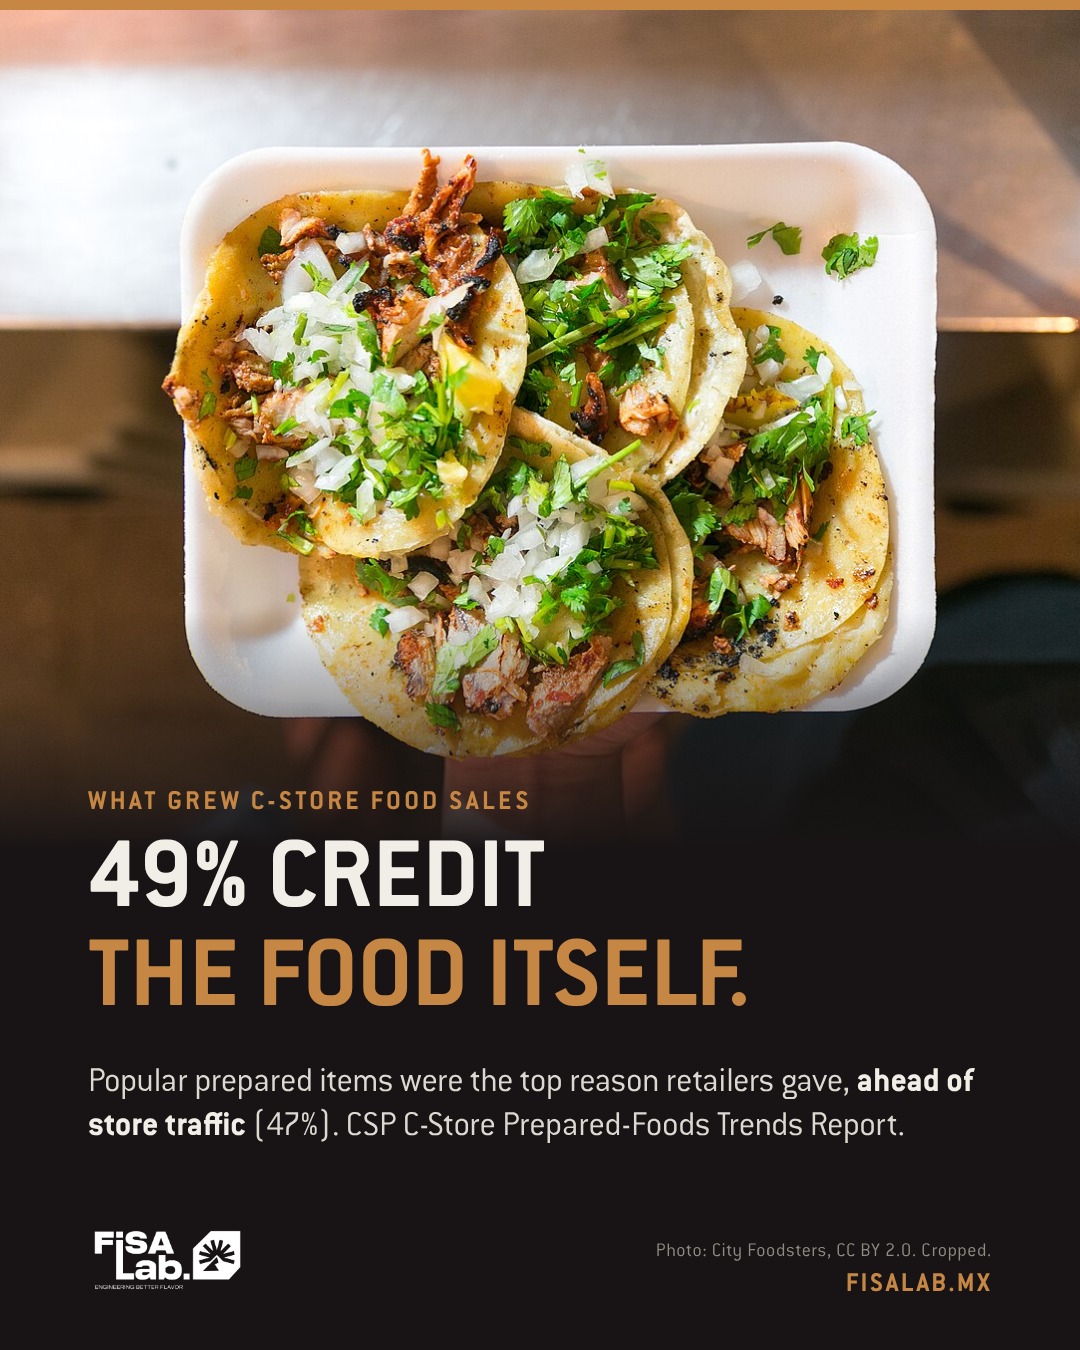 WHAT GREW C-STORE FOOD SALES
49% CREDIT
THE FOOD ITSELF.
Popular prepared items were the top reason retailers gave, ahead of
store traffic (47%). CSP C-Store Prepared-Foods Trends Report.
FiSA
Lab.
ENGINEERING BETTER FLAVOR
Photo: City Foodsters, CC BY 2.0. Cropped.
FISALAB.MX